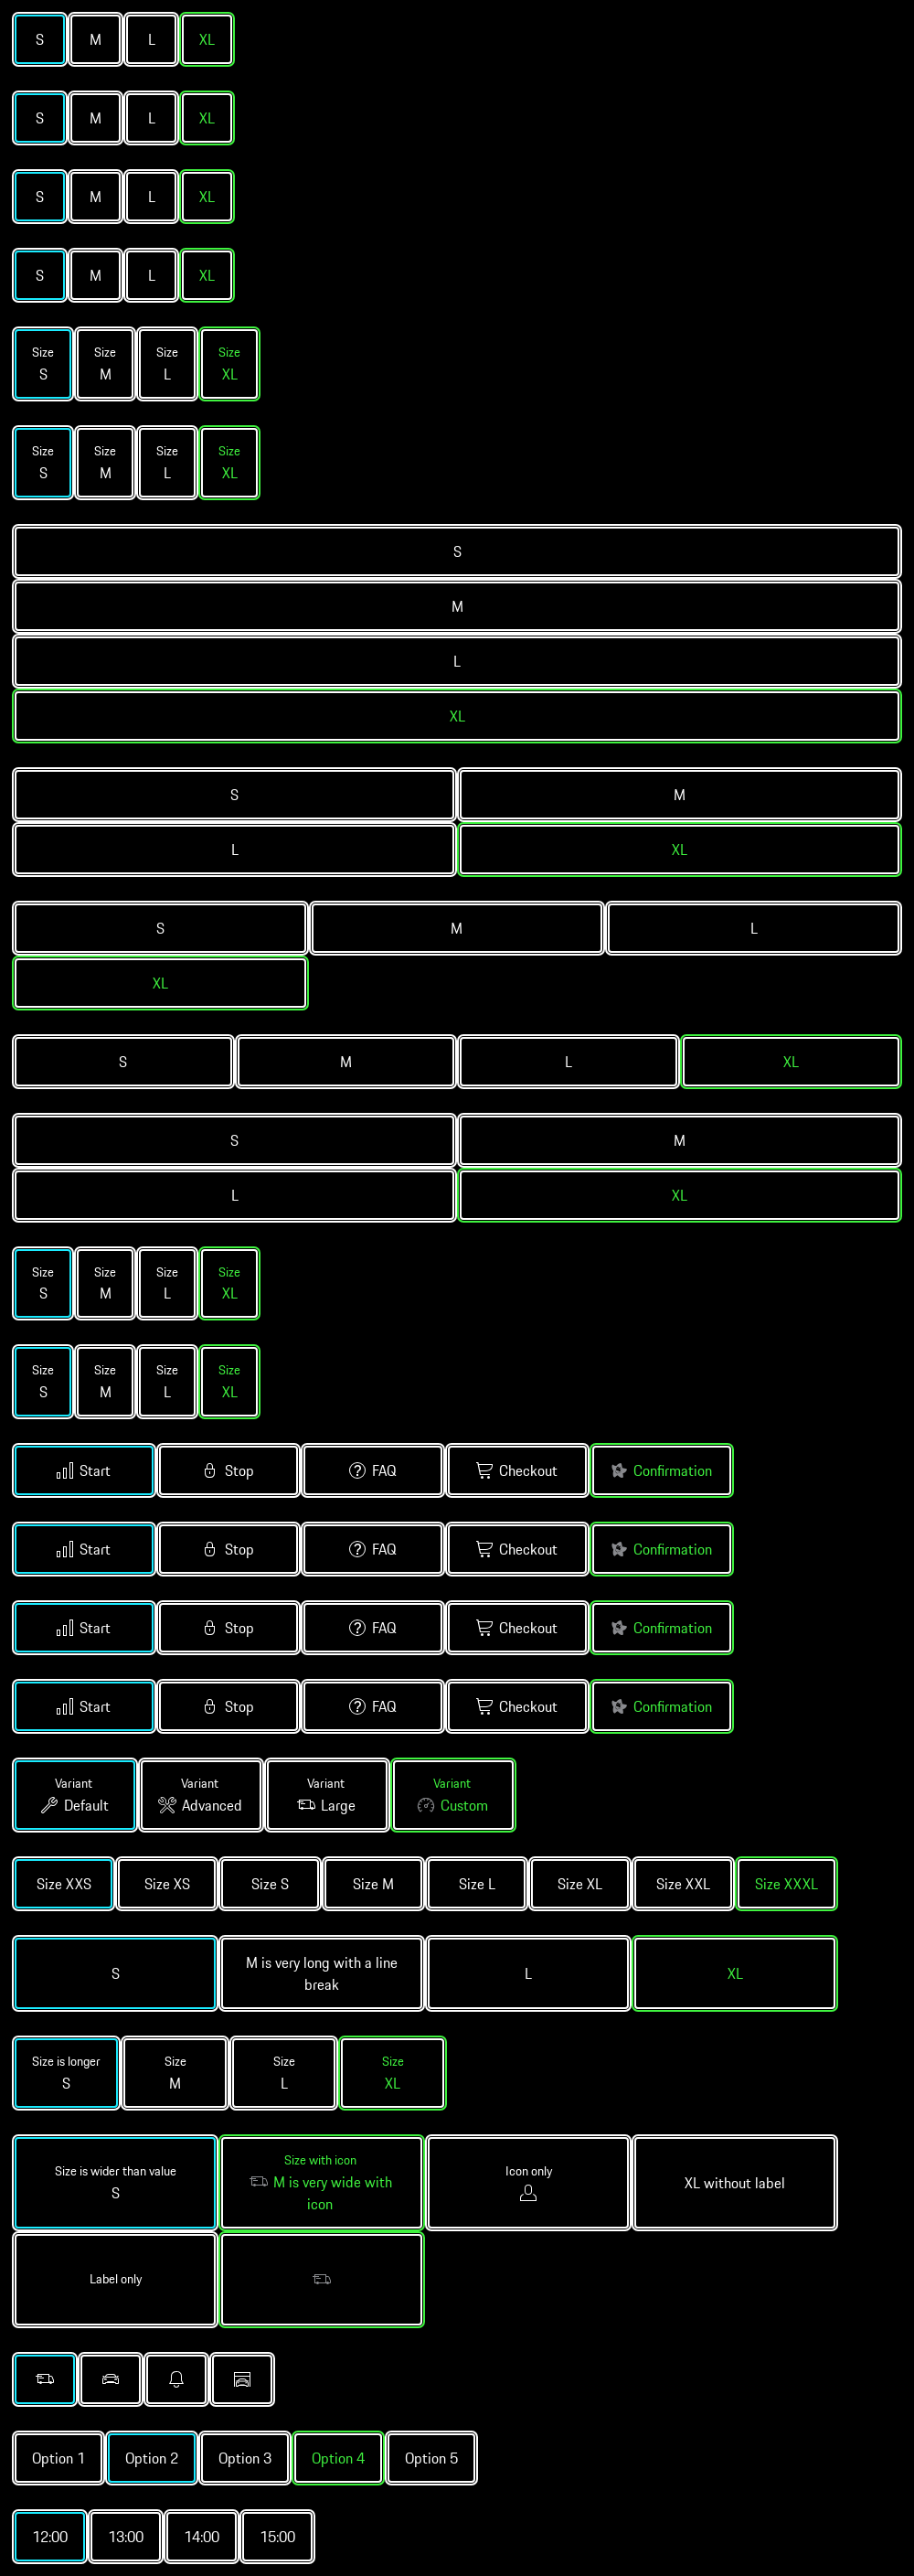 S M L XL
S M L XL
S M L XL
S M L XL
Size Size Size Size
S M L XL
Size Size Size Size
S M L XL
S
M
L
XL
S M
L XL
S M L
XL
S M L XL
S M
L XL
Size Size Size Size
S M L XL
Size Size Size Size
S M L XL
Start Stop FAQ Checkout Confirmation
Start Stop FAQ Checkout Confirmation
Start Stop FAQ Checkout Confirmation
Start Stop FAQ Checkout Confirmation
Variant Variant Variant Variant
Default Advanced Large Custom
Size XXS Size XS Size S Size M Size L Size XL Size XXL Size XXXL
S M is very long with a line break L XL
Size is longer Size Size Size
S M L XL
Size is wider than value
S
Size with icon
M is very wide with
icon
Icon only
XL without label
Label only
Option 1 Option 2 Option 3 Option 4 Option 5
12:00 13:00 14:00 15:00